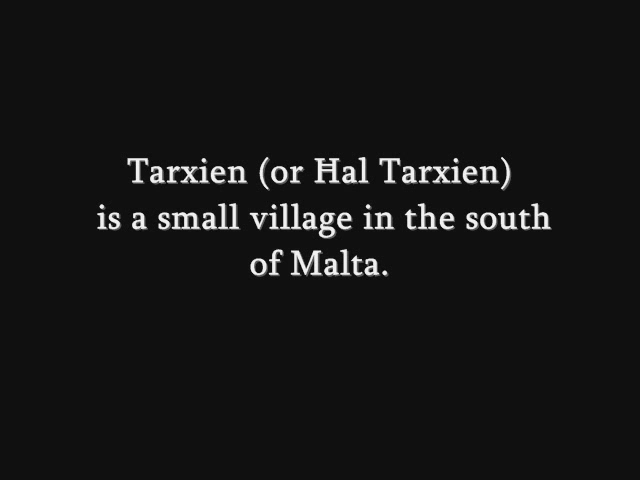 Tarxien (or Ħal Tarxien)
is a small village in the south
of Malta.